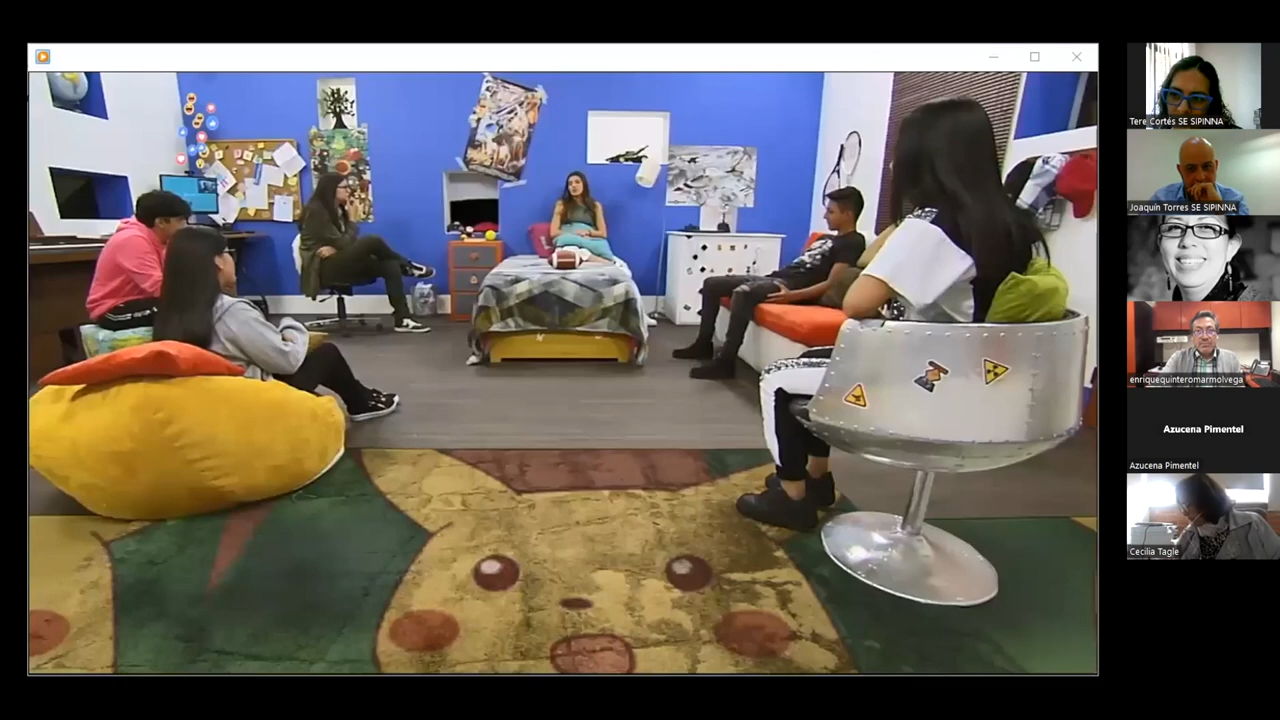 Tere Cortés SE SIPINNA
Joaquín Torres SE SIPINNA
enriquequinteromarmolvega
Azucena Pimentel
Azucena Pimentel
Cecilia Tagle